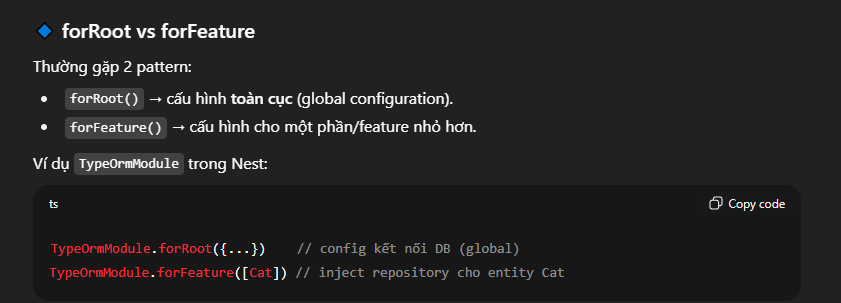 forRoot vs forFeature
Thường gặp 2 pattern:
• forRoot() → cấu hình toàn cục (global configuration).
• forFeature() → cấu hình cho một phần/feature nhỏ hơn.
Ví dụ TypeOrmModule trong Nest:
ts Copy code
TypeOrmModule.forRoot({...})    // config kết nối DB (global)
TypeOrmModule.forFeature([Cat]) // inject repository cho entity Cat